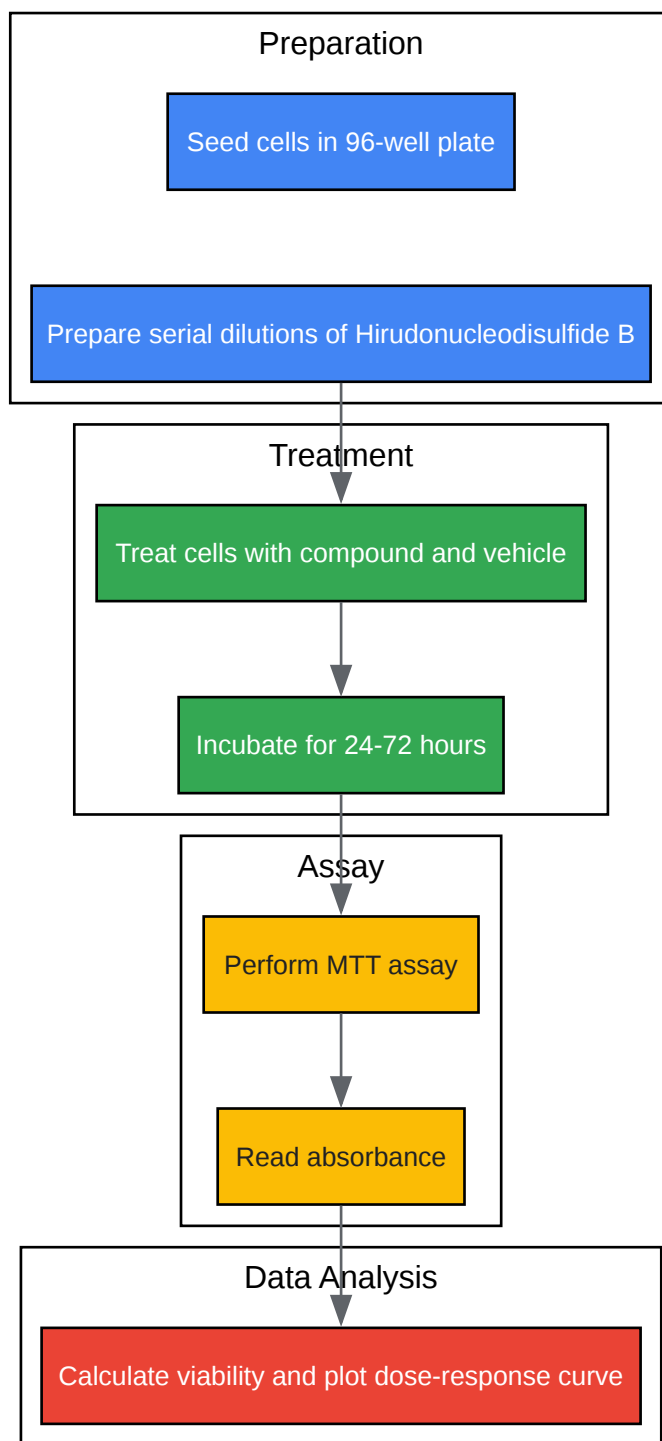 Preparation
Seed cells in 96-well plate
Prepare serial dilutions of Hirudonucleodisulfide B
Treatment
Treat cells with compound and vehicle
Incubate for 24-72 hours
Assay
Perform MTT assay
Read absorbance
Data Analysis
Calculate viability and plot dose-response curve